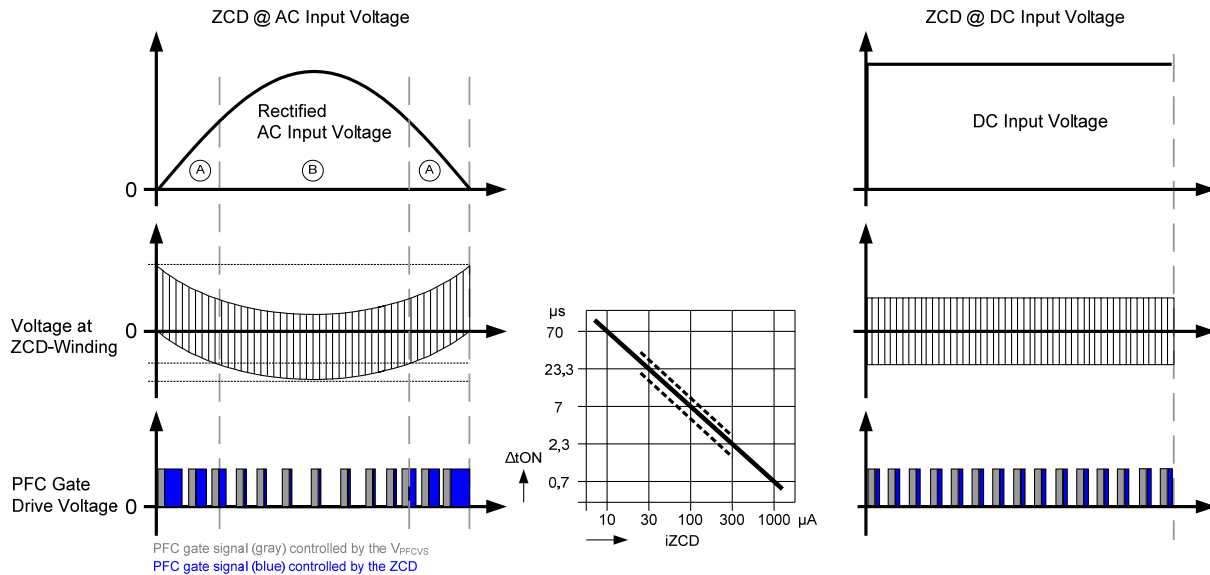 ZCD @ AC Input Voltage
Rectified
AC Input Voltage
A
B
A
0
Voltage at
ZCD-Winding
0
PFC Gate
Drive Voltage
0
PFC gate signal (gray) controlled by the VPFCVS
PFC gate signal (blue) controlled by the ZCD
µs
70
23,3
7
2,3
0,7
ΔtON
10
30
100
300
1000
µA
iZCD
ZCD @ DC Input Voltage
DC Input Voltage
0